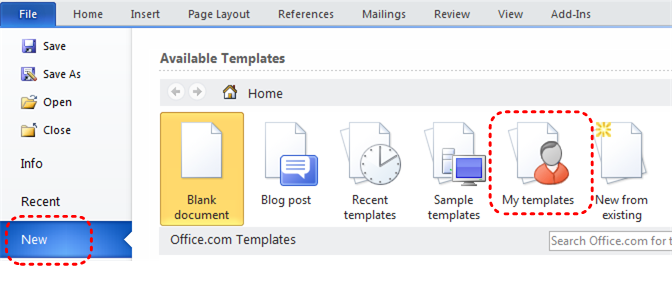 File Home Insert Page Layout References Mailings Review View Add-Ins
Save
Save As
Open
Close
Info
Recent
New
Available Templates
Home
Blank document
Blog post
Recent templates
Sample templates
My templates
New from existing
Office.com Templates
Search Office.com for t